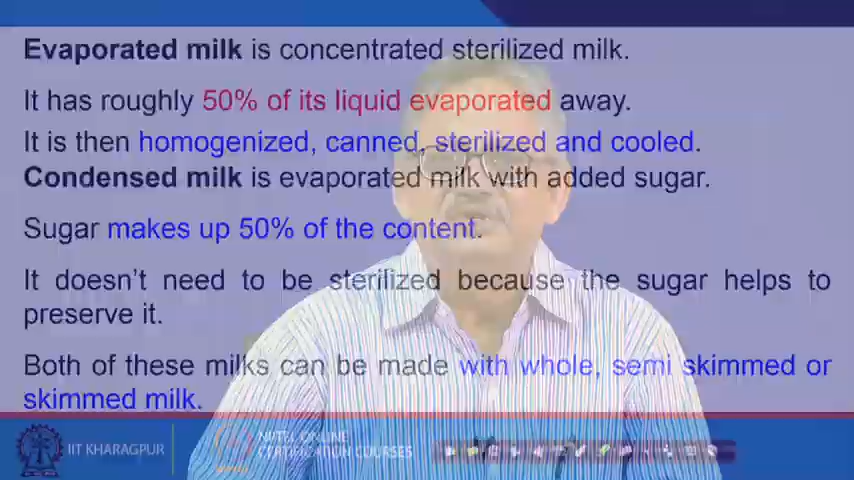 Evaporated milk is concentrated sterilized milk.
It has roughly 50% of its liquid evaporated away.
It is then homogenized, canned, sterilized and cooled.
Condensed milk is evaporated milk with added sugar.
Sugar makes up 50% of the content.
It doesn’t need to be sterilized because the sugar helps to
preserve it.
Both of these milks can be made with whole, semi skimmed or
skimmed milk.
IIT KHARAGPUR
NPTEL ONLINE
CERTIFICATION COURSES